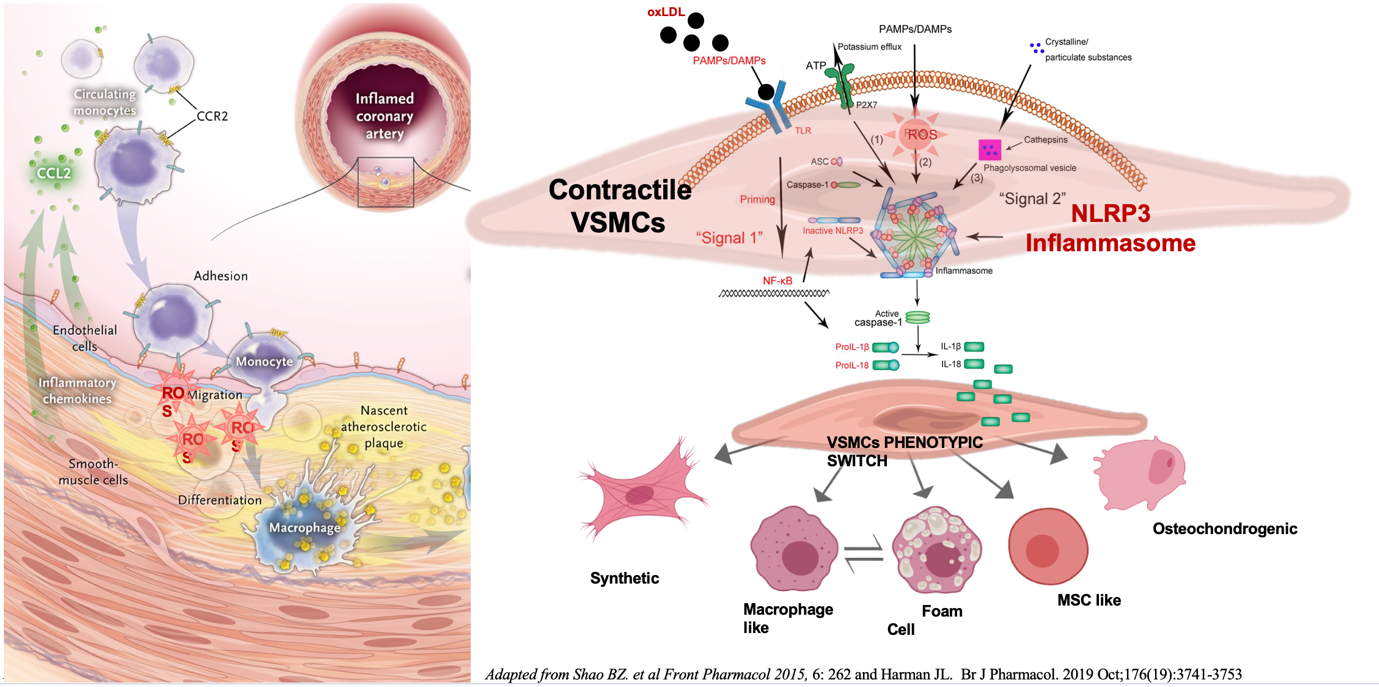 Circulating
monocytes
CCR2
CCL2
Inflamed
coronary
artery
Adhesion
Endothelial
cells
Monocyte
Inflammatory
chemokines
RO
S
Migration
RO
S
RO
S
Nascent
atherosclerotic
plaque
Smooth-
muscle cells
Differentiation
Macrophage
oxLDL
PAMPs/DAMPs
Potassium efflux
ATP
P2X7
TLR
PAMPs/DAMPs
Crystalline/
particulate substances
ROS
(1)
(2)
(3)
Cathepsins
Phagolysosomal vesicle
ASC
Caspase-1
Contractile
VSMCs
Priming
"Signal 1"
Inactive NLRP3
"Signal 2"
NLRP3
Inflammasome
Inflammasome
NF-κB
Active
caspase-1
ProIL-1β
IL-1β
ProIL-18
IL-18
VSMCs PHENOTYPIC
SWITCH
Synthetic
Macrophage
like
Foam
Cell
MSC like
Osteochondrogenic
Adapted from Shao BZ. et al Front Pharmacol 2015, 6: 262 and Harman JL. Br J Pharmacol. 2019 Oct;176(19):3741-3753